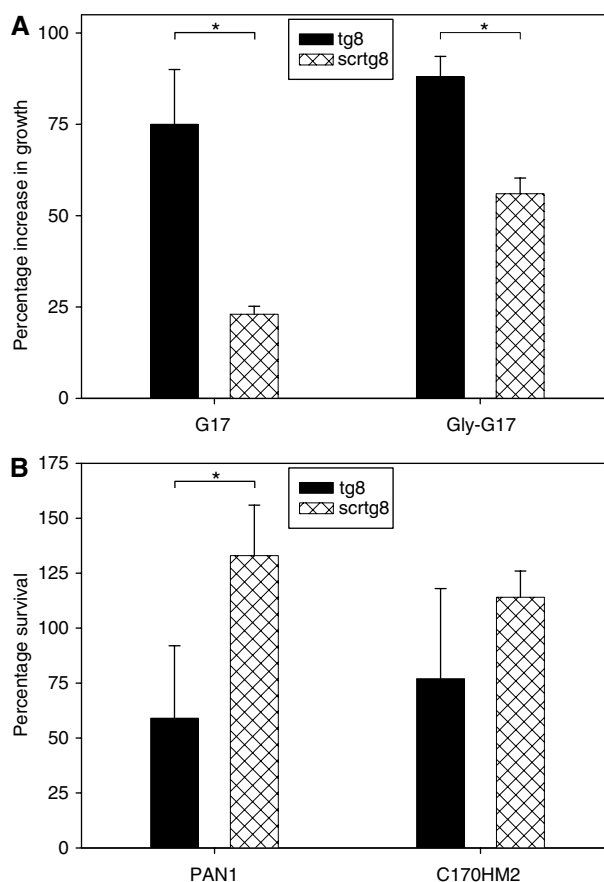 A
Percentage increase in growth
100
75
50
25
0
*
*
tg8
scrtg8
G17
Gly-G17
B
Percentage survival
175
150
125
100
75
50
25
0
*
tg8
scrtg8
PAN1
C170HM2